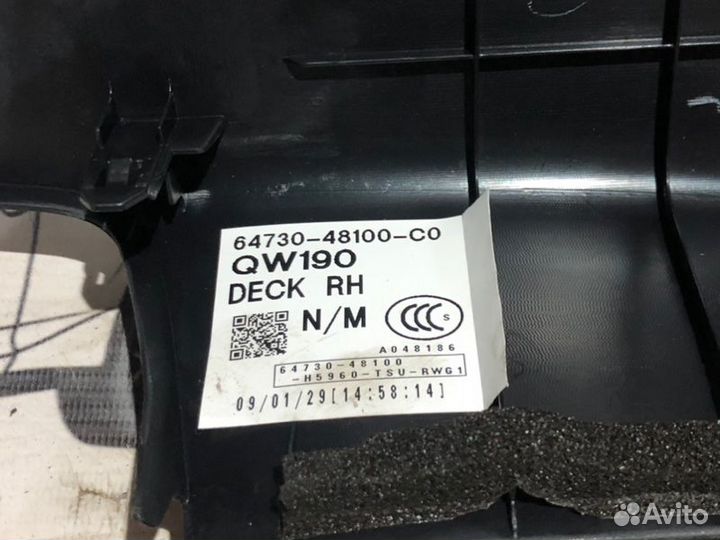 64730-48100-C0
QW190
DECK RH
N/M
CCC S
A048186
64730-48100
-H5960-TSU-RWG1
09/01/29[14:58:14]
Avito